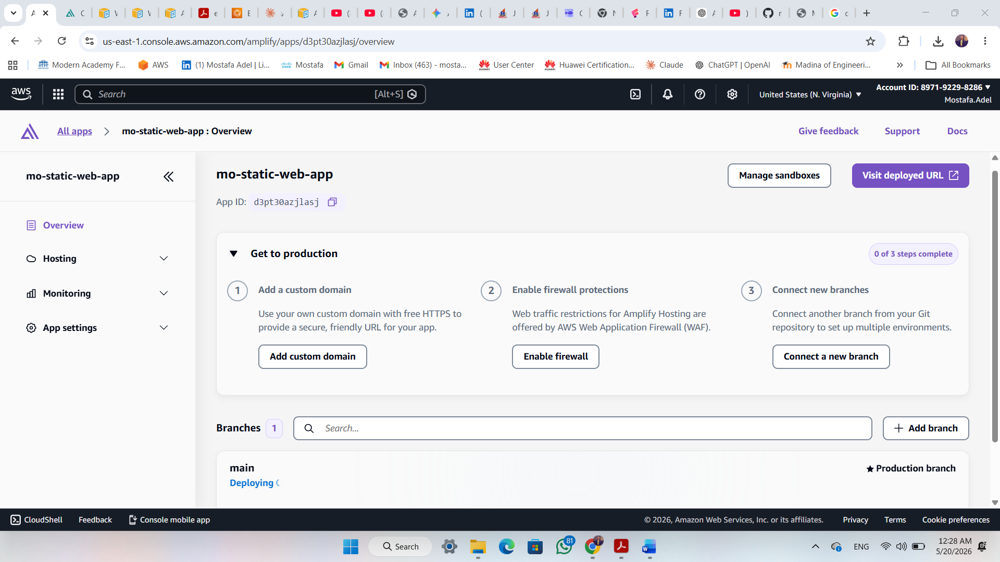 us-east-1.console.aws.amazon.com/amplify/apps/d3pt30azjlasj/overview
Modern Academy F...
AWS
(1) Mostafa Adel | Li...
Mostafa
Gmail
Inbox (463) - mosta...
User Center
Huawei Certification...
Claude
ChatGPT | OpenAI
Madina of Engineeri...
All Bookmarks
aws
Search
[Alt+S]
United States (N. Virginia)
Account ID: 8971-9229-8286
Mostafa.Adel
All apps
mo-static-web-app : Overview
Give feedback
Support
Docs
mo-static-web-app
Overview
Hosting
Monitoring
App settings
mo-static-web-app
Manage sandboxes
Visit deployed URL
App ID: d3pt30azjlasj
Get to production
0 of 3 steps complete
1
Add a custom domain
Use your own custom domain with free HTTPS to
provide a secure, friendly URL for your app.
Add custom domain
2
Enable firewall protections
Web traffic restrictions for Amplify Hosting are
offered by AWS Web Application Firewall (WAF).
Enable firewall
3
Connect new branches
Connect another branch from your Git
repository to set up multiple environments.
Connect a new branch
Branches 1
Search...
Add branch
main
Production branch
Deploying
CloudShell
Feedback
Console mobile app
© 2026, Amazon Web Services, Inc. or its affiliates.
Privacy
Terms
Cookie preferences
Search
81
ENG
12:28 AM
5/20/2026